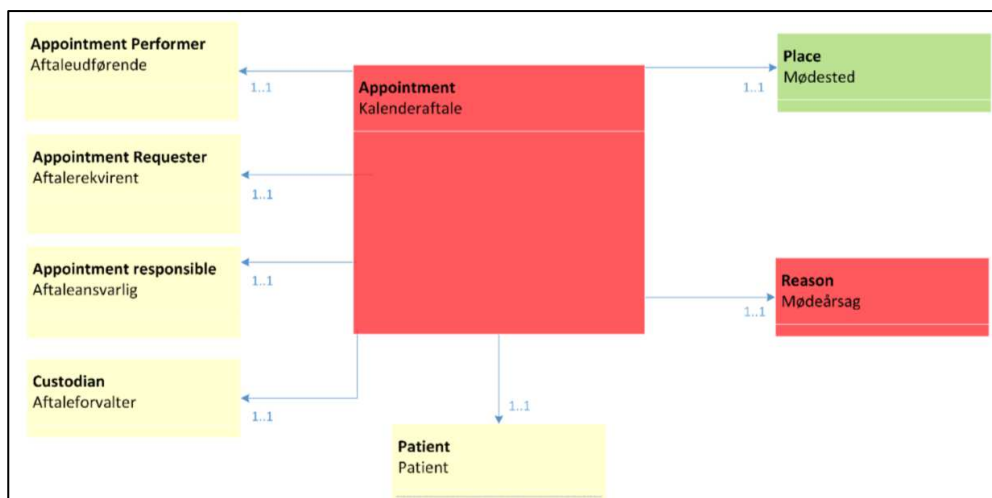 Appointment Performer
Aftaleudførende
1..1
Appointment Requester
Aftalerekvirent
1..1
Appointment responsible
Aftaleansvarlig
1..1
Custodian
Aftaleforvalter
1..1
Appointment
Kalenderaftale
1..1
Patient
Patient
Place
Mødested
1..1
Reason
Mødeårsag
1..1